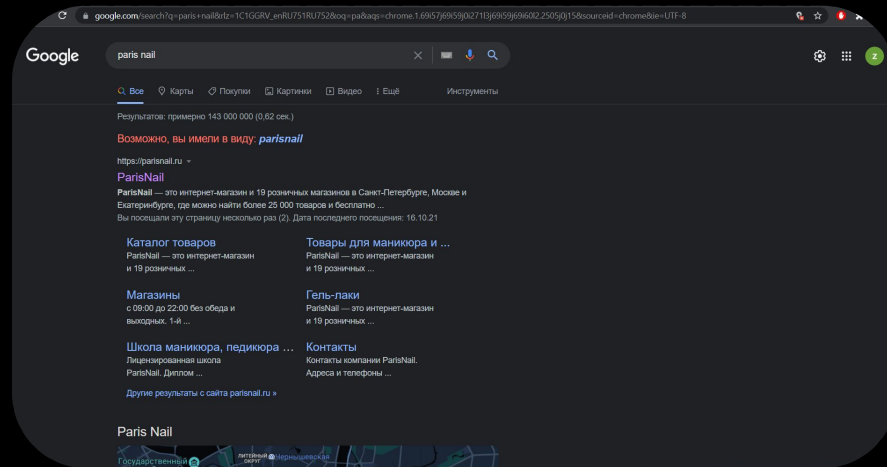 google.com/search?q=paris+nail&rlz=1C1GGRV_enRU751RU752&oq=pa&aqs=chrome.1.69i57j69i59j0i271l3j69i59j69i60l2.2505j0j15&sourceid=chrome&ie=UTF-8
Google
paris nail
z
Все Карты Покупки Картинки Видео Ещё Инструменты
Результатов: примерно 143 000 000 (0,62 сек.)
Возможно, вы имели в виду: parisnail
https://parisnail.ru
ParisNail
ParisNail — это интернет-магазин и 19 розничных магазинов в Санкт-Петербурге, Москве и
Екатеринбурге, где можно найти более 25 000 товаров и бесплатно ...
Вы посещали эту страницу несколько раз (2). Дата последнего посещения: 16.10.21
Каталог товаров
ParisNail — это интернет-магазин
и 19 розничных ...
Товары для маникюра и ...
ParisNail — это интернет-магазин
и 19 розничных ...
Магазины
с 09:00 до 22:00 без обеда и
выходных. 1-й ...
Гель-лаки
ParisNail — это интернет-магазин
и 19 розничных ...
Школа маникюра, педикюра ...
Лицензированная школа
ParisNail. Диплом ...
Контакты
Контакты компании ParisNail.
Адреса и телефоны ...
Другие результаты с сайта parisnail.ru »
Paris Nail
ЛИТЕЙНЫЙ
ОКРУГ
Чернышевская
Государственный